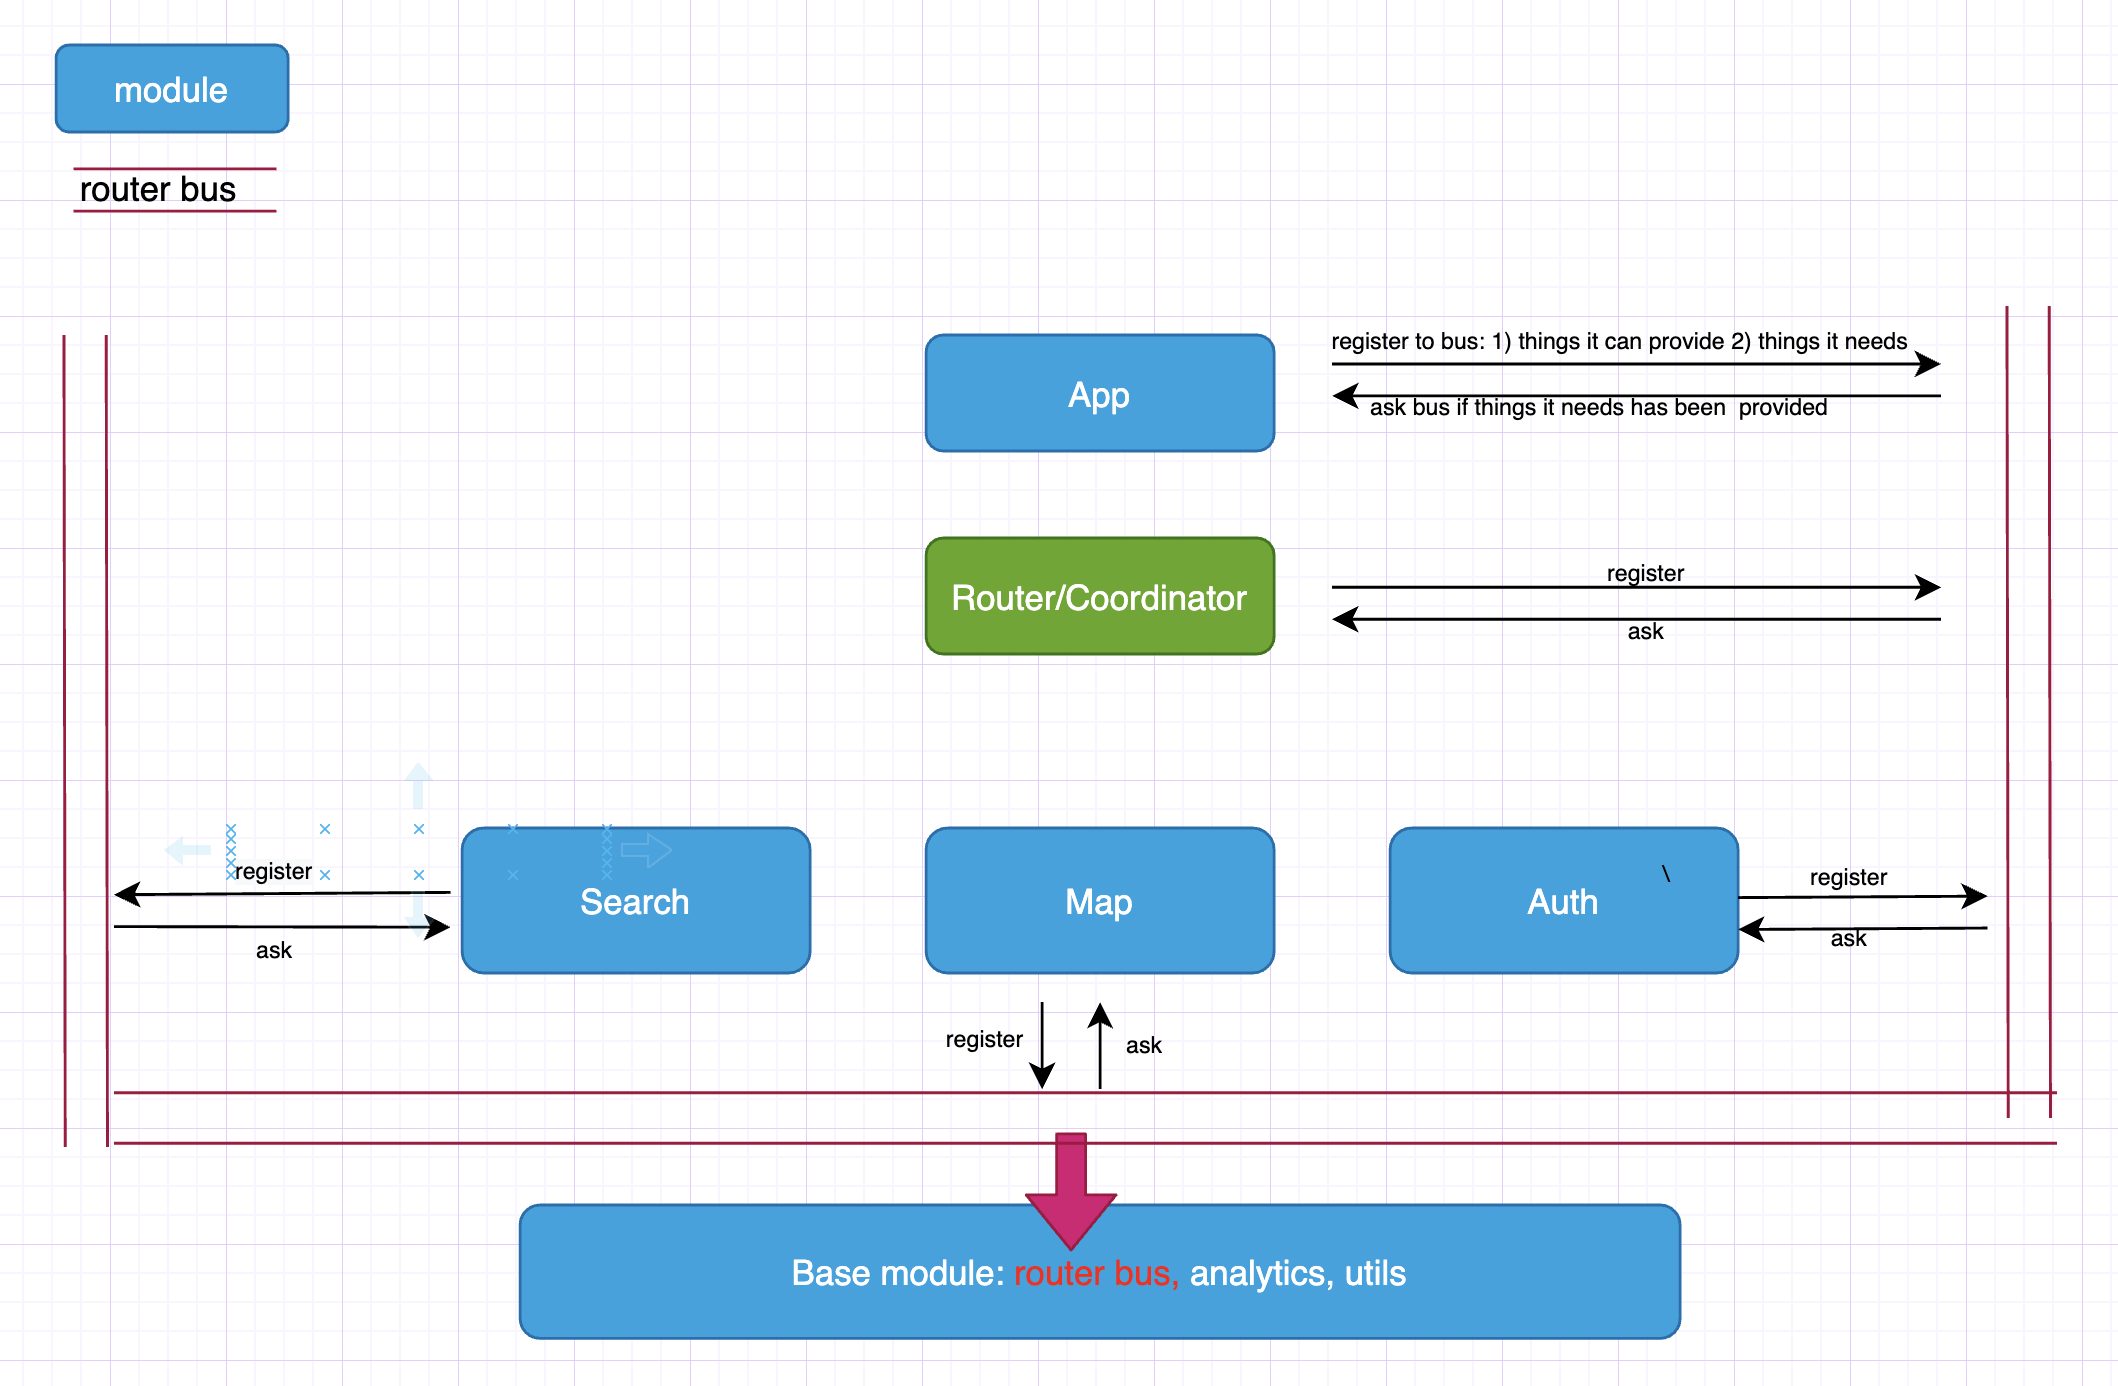 module
router bus
register to bus: 1) things it can provide 2) things it needs
App
ask bus if things it needs has been  provided
register
Router/Coordinator
ask
register
Search
ask
Map
\
Auth
register
ask
register
ask
Base module: router bus, analytics, utils